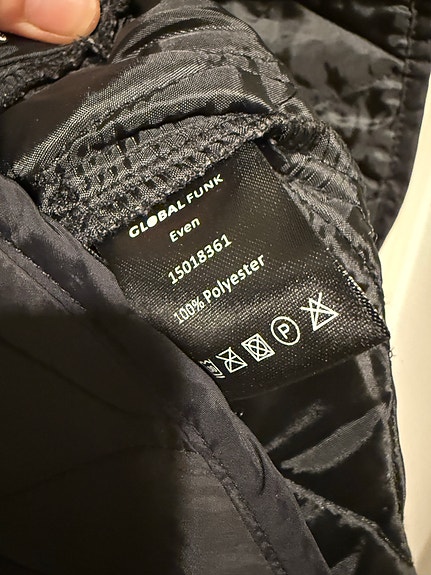 GLOBAL FUNK
Even
15018361
100% Polyester
P